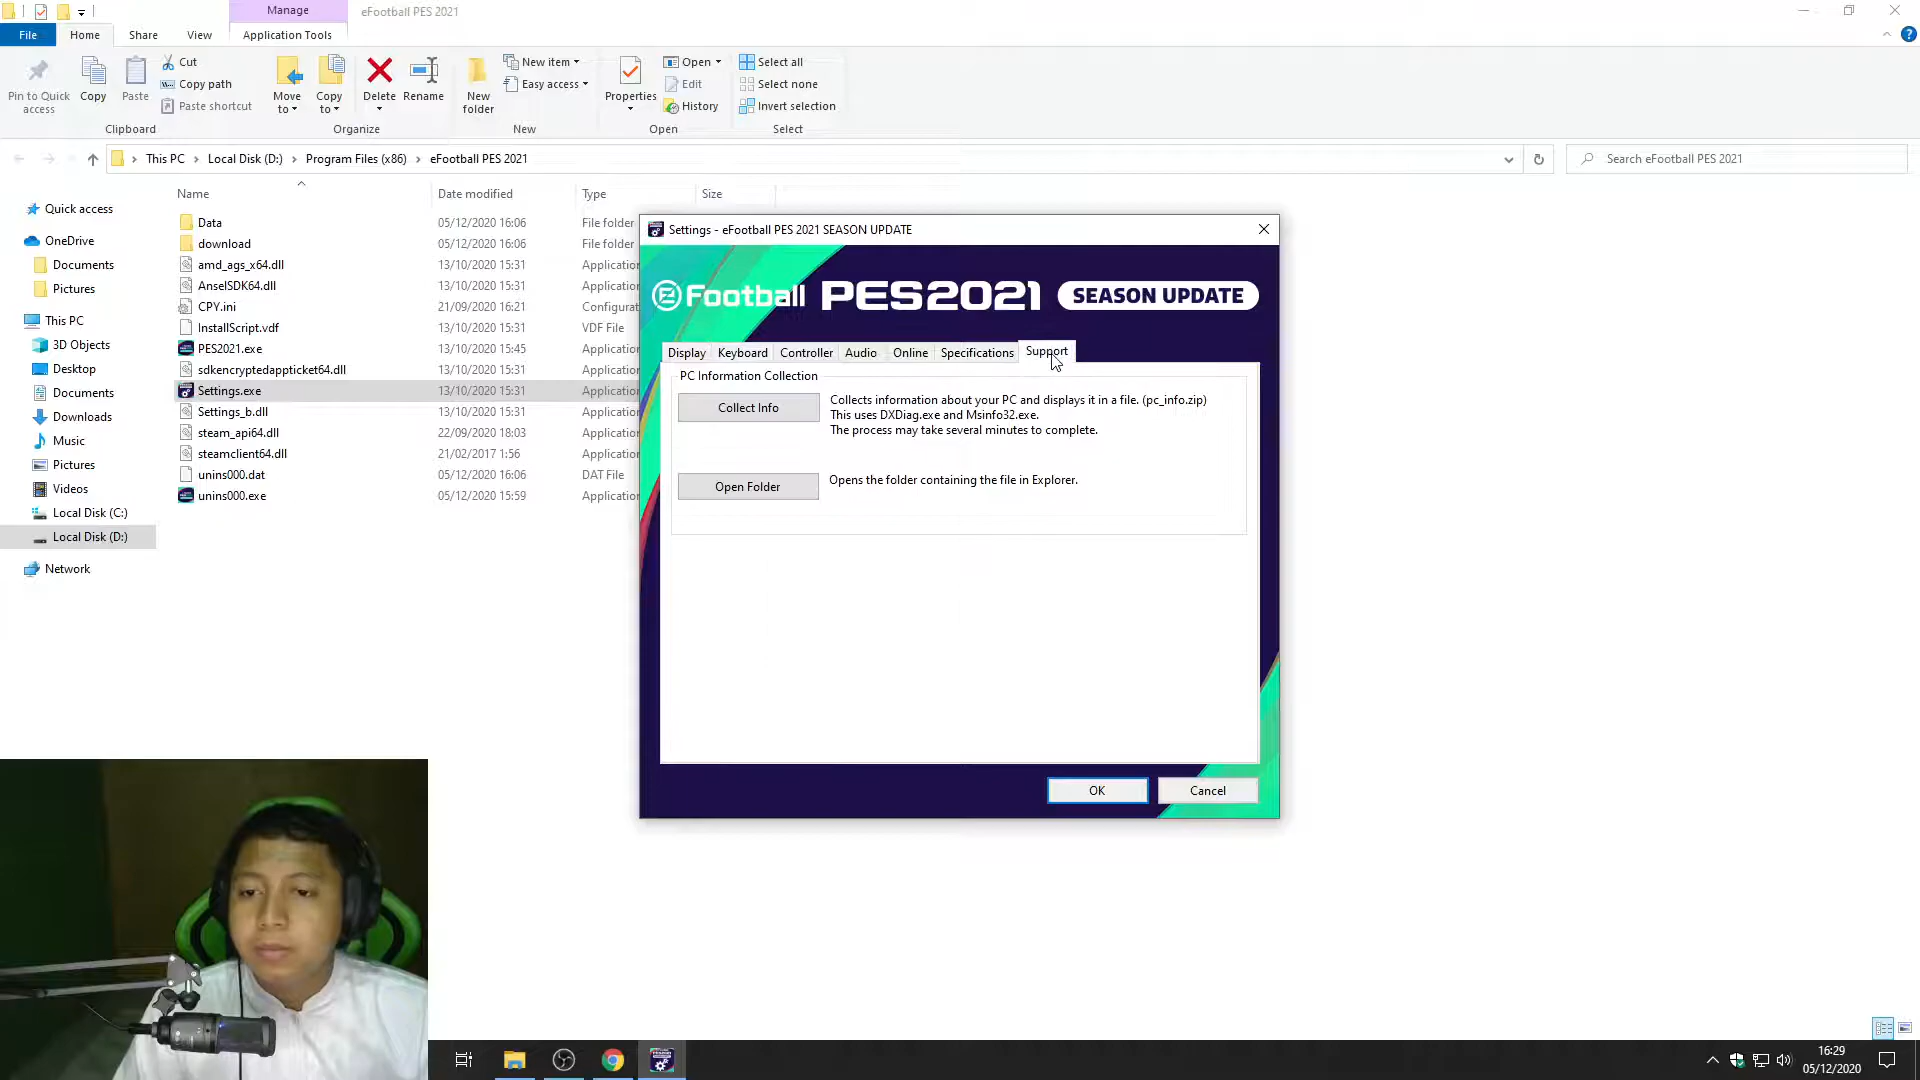 Manage
eFootball PES 2021
File
Home
Share
View
Application Tools
Pin to Quick access
Copy
Paste
Cut
Copy path
Paste shortcut
Clipboard
Move to
Copy to
Delete
Rename
Organize
New folder
New item
Easy access
New
Properties
Open
Edit
History
Open
Select all
Select none
Invert selection
Select
This PC > Local Disk (D:) > Program Files (x86) > eFootball PES 2021
Search eFootball PES 2021
Name Date modified Type Size
Quick access
OneDrive
Documents
Pictures
This PC
3D Objects
Desktop
Documents
Downloads
Music
Pictures
Videos
Local Disk (C:)
Local Disk (D:)
Network
Data 05/12/2020 16:06 File folder
download 05/12/2020 16:06 File folder
amd_ags_x64.dll 13/10/2020 15:31 Application
AnselSDK64.dll 13/10/2020 15:31 Application
CPY.ini 21/09/2020 16:21 Configurat
InstallScript.vdf 13/10/2020 15:31 VDF File
PES2021.exe 13/10/2020 15:45 Application
sdkencryptedappticket64.dll 13/10/2020 15:31 Application
Settings.exe 13/10/2020 15:31 Application
Settings_b.dll 13/10/2020 15:31 Application
steam_api64.dll 22/09/2020 18:03 Application
steamclient64.dll 21/02/2017 1:56 Application
unins000.dat 05/12/2020 16:06 DAT File
unins000.exe 05/12/2020 15:59 Application
Settings - eFootball PES 2021 SEASON UPDATE
eFootball PES2021 SEASON UPDATE
Display Keyboard Controller Audio Online Specifications Support
PC Information Collection
Collect Info
Collects information about your PC and displays it in a file. (pc_info.zip)
This uses DXDiag.exe and Msinfo32.exe.
The process may take several minutes to complete.
Open Folder
Opens the folder containing the file in Explorer.
OK
Cancel
16:29
05/12/2020